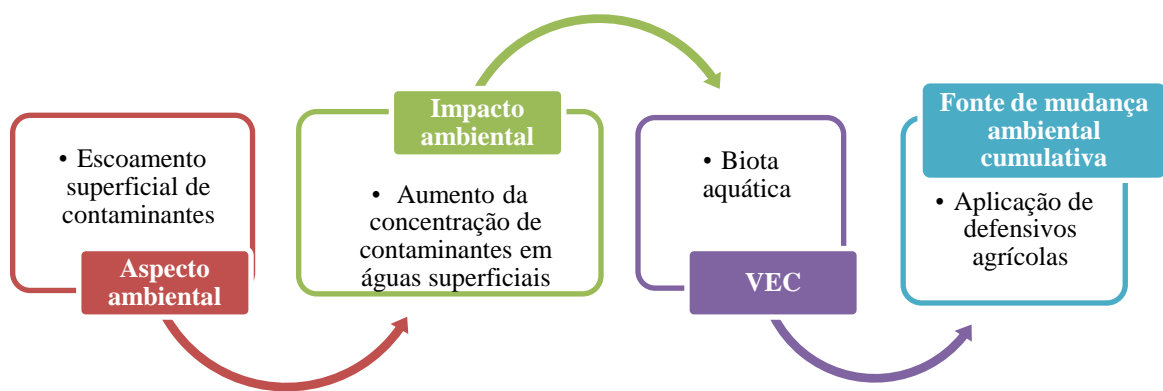 • Escoamento
superficial de
contaminantes
Aspecto
ambiental
Impacto
ambiental
• Aumento da
concentração de
contaminantes em
águas superficiais
• Biota
aquática
VEC
Fonte de mudança
ambiental
cumulativa
• Aplicação de
defensivos
agrícolas